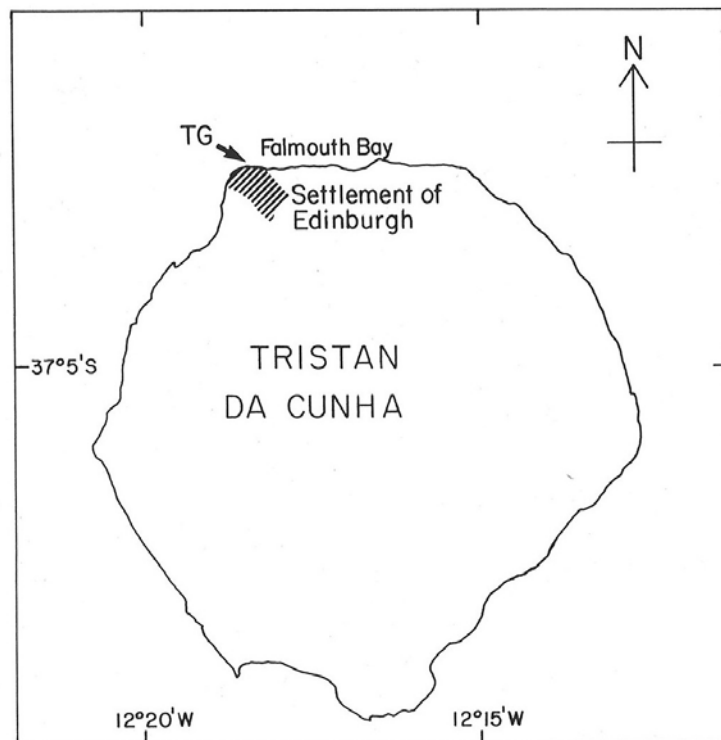 N
TG
Falmouth Bay
Settlement of
Edinburgh
37°5'S
TRISTAN
DA CUNHA
12°20'W
12°15'W